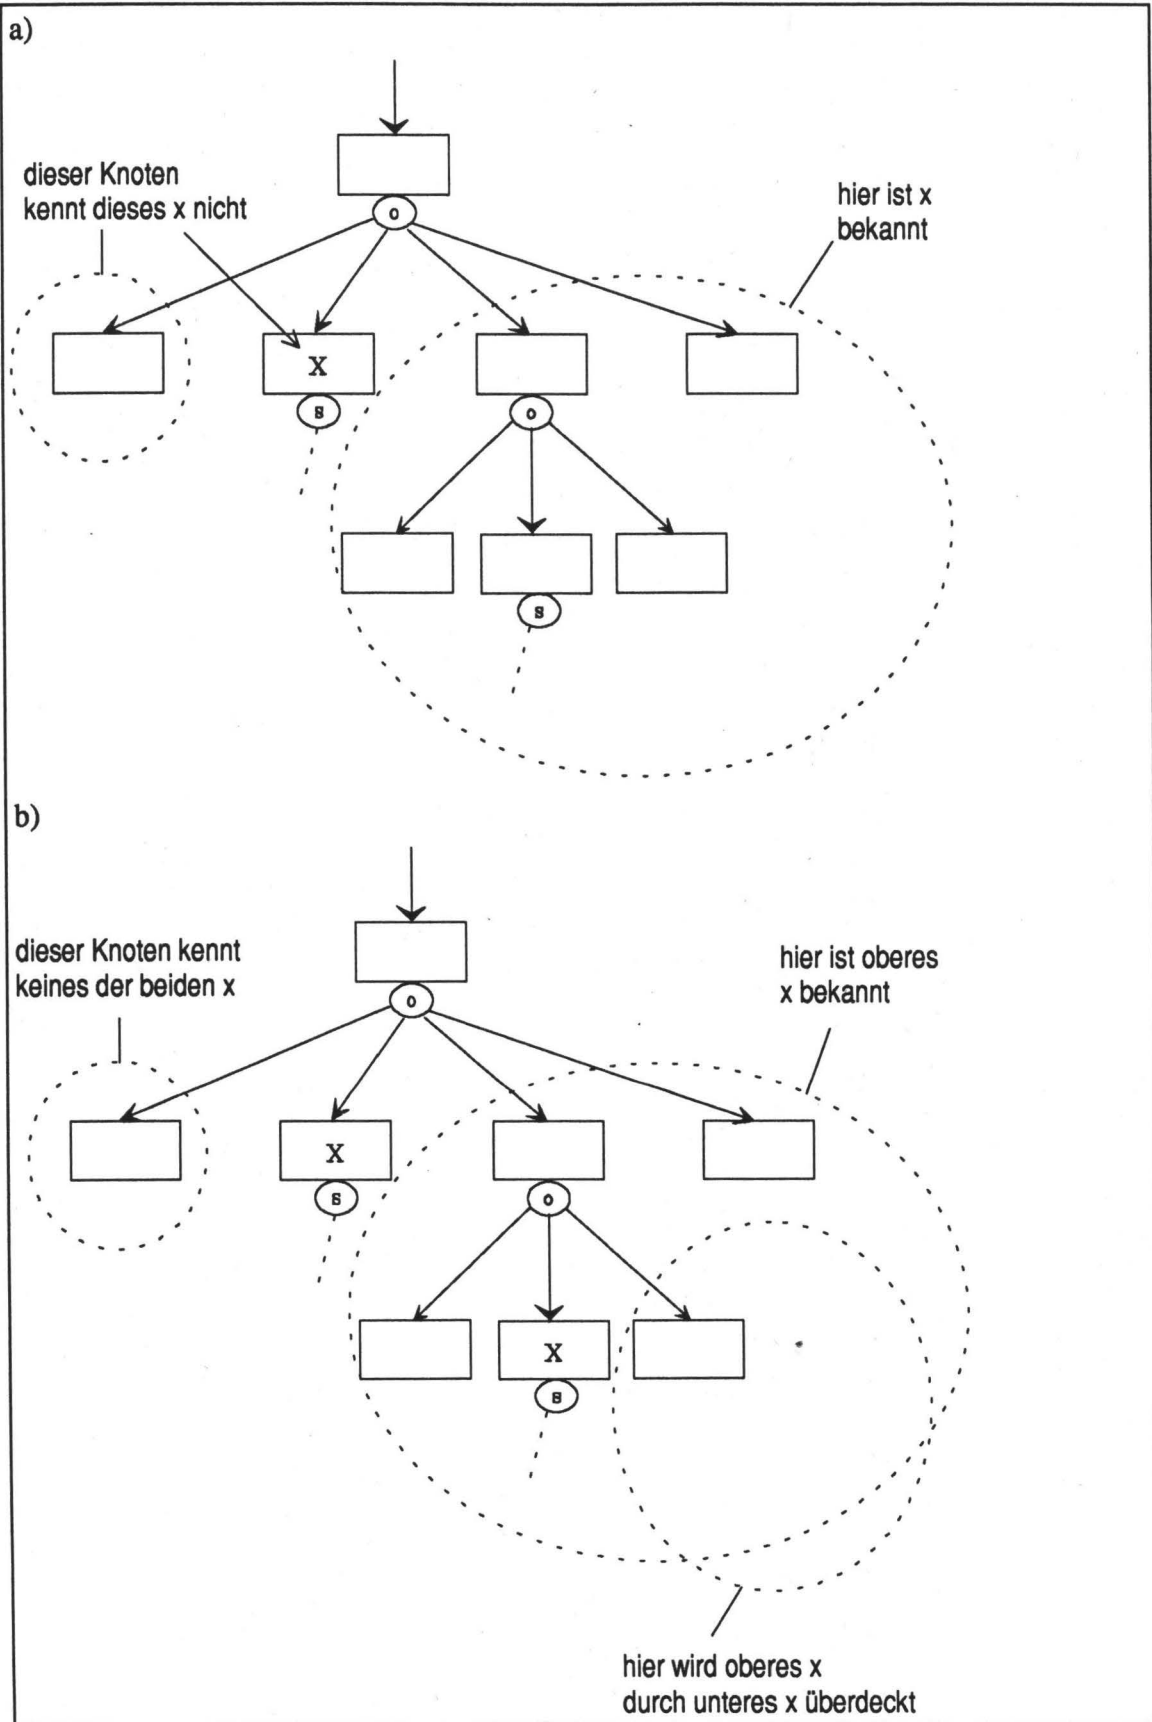 a)
dieser Knoten
kennt dieses x nicht
hier ist x
bekannt
o
X
s
o
s
b)
dieser Knoten kennt
keines der beiden x
hier ist oberes
x bekannt
o
X
s
o
X
s
hier wird oberes x
durch unteres x überdeckt